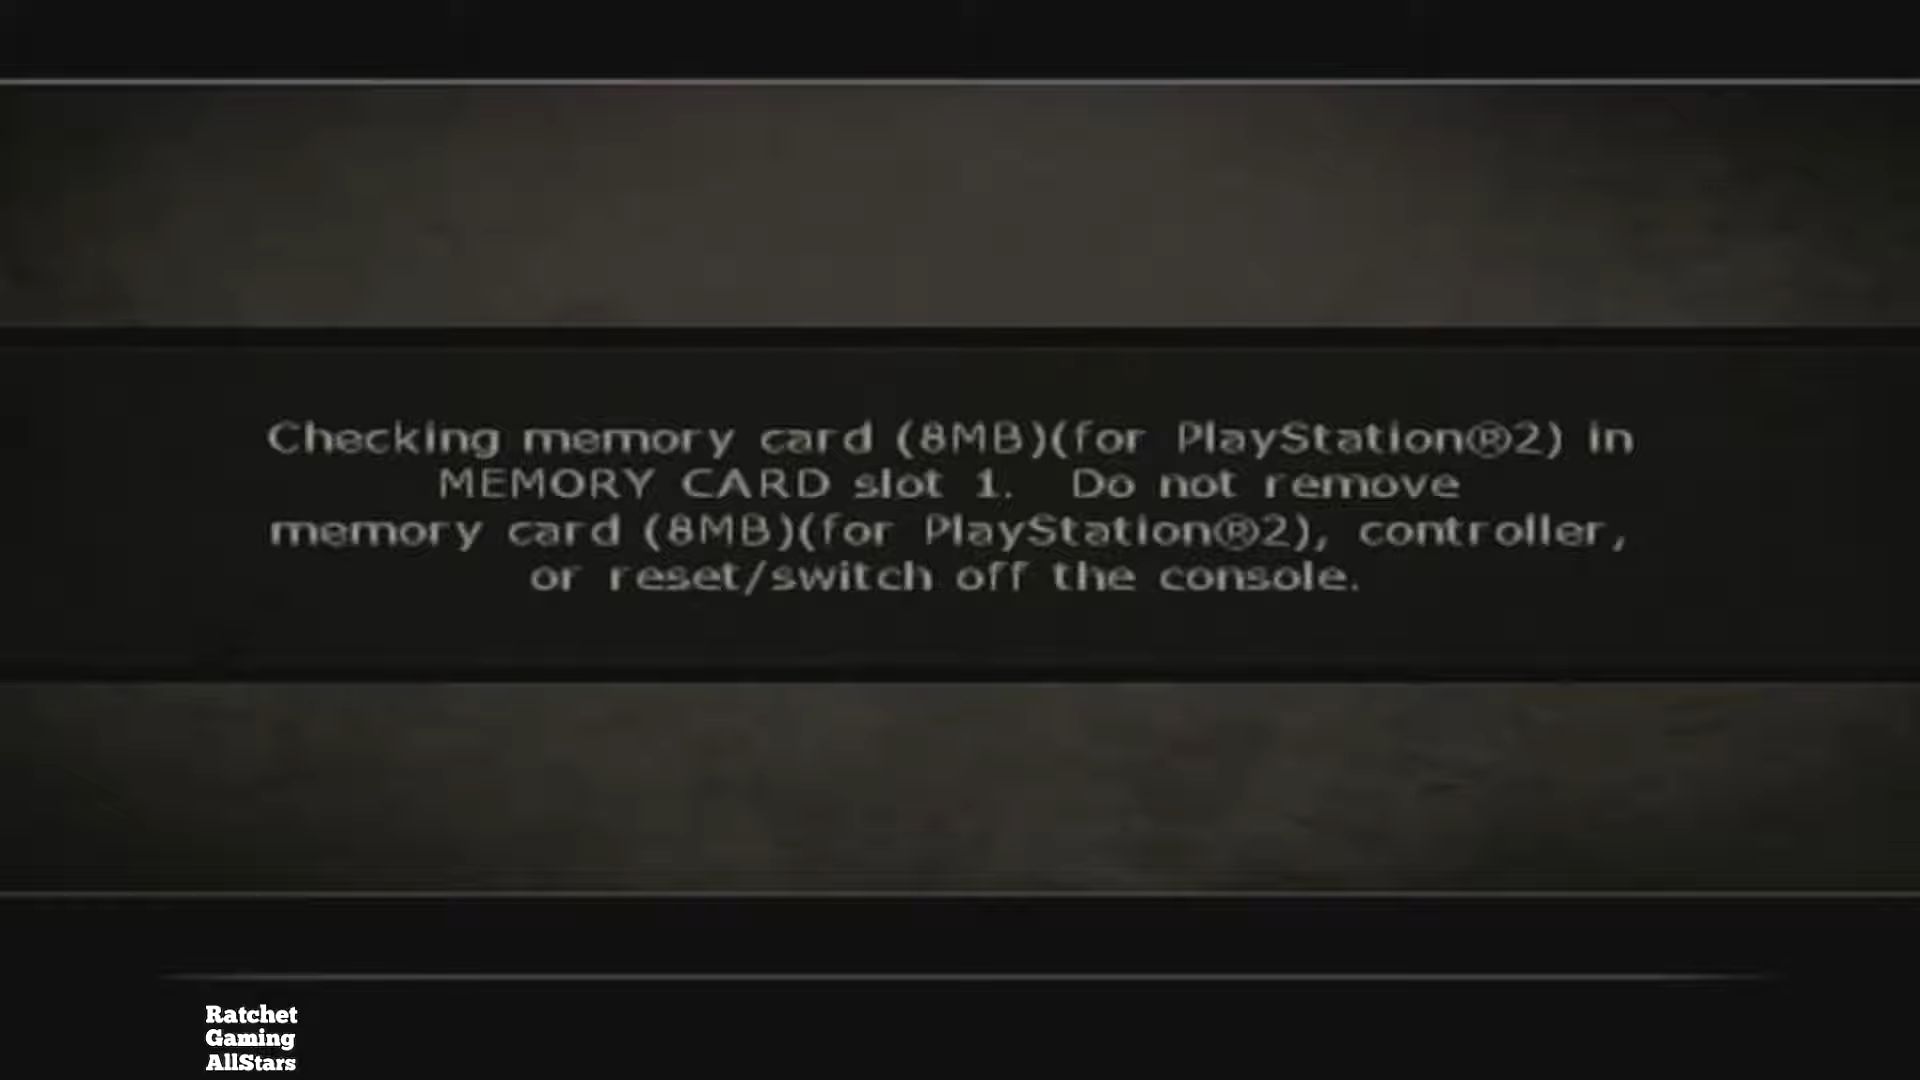 Checking memory card (8MB)(for PlayStation®2) in
MEMORY CARD slot 1. Do not remove
memory card (8MB)(for PlayStation®2), controller,
or reset/switch off the console.
Ratchet
Gaming
AllStars